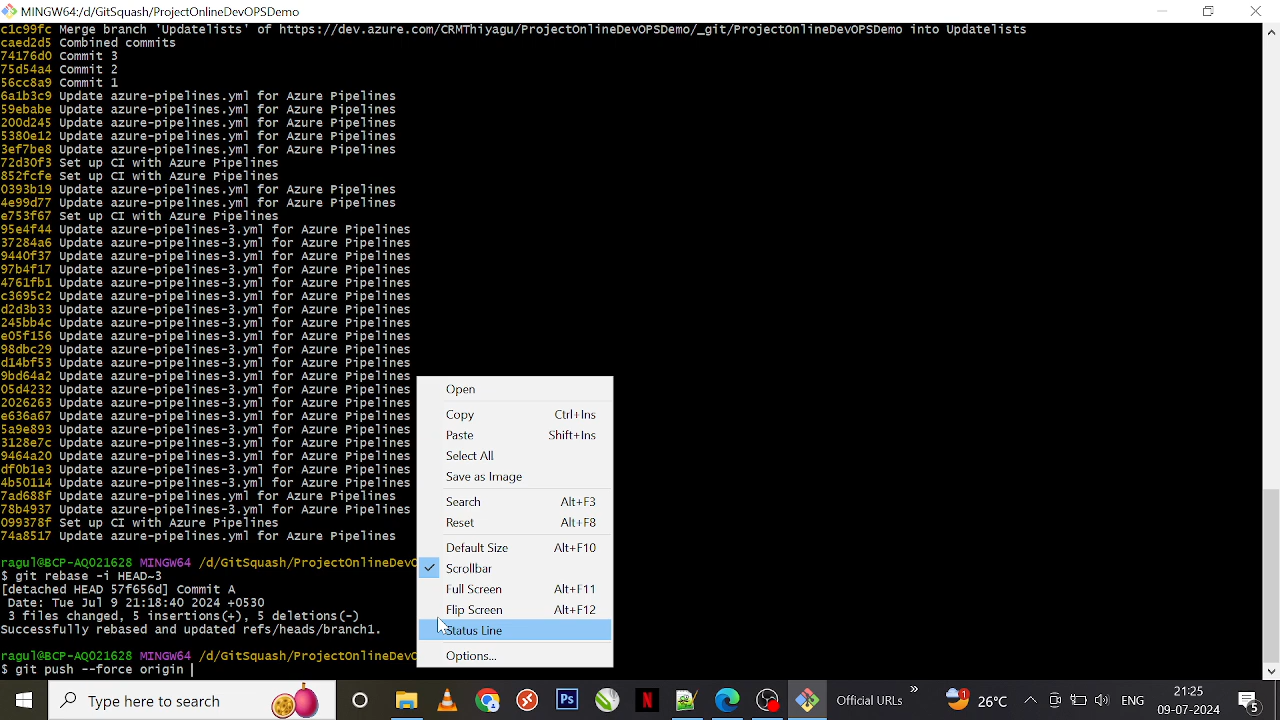 MINGW64:/d/GitSquash/ProjectOnlineDevOPSDemo
c1c99fc Merge branch 'Updatelists' of https://dev.azure.com/CRMThiyagu/ProjectOnlineDevOPSDemo/_git/ProjectOnlineDevOPSDemo into Updatelists
caed2d5 Combined commits
74176d0 Commit 3
75d54a4 Commit 2
56cc8a9 Commit 1
6a1b3c9 Update azure-pipelines.yml for Azure Pipelines
59ebabe Update azure-pipelines.yml for Azure Pipelines
200d245 Update azure-pipelines.yml for Azure Pipelines
5380e12 Update azure-pipelines.yml for Azure Pipelines
3ef7be8 Update azure-pipelines.yml for Azure Pipelines
72d30f3 Set up CI with Azure Pipelines
852fcfe Set up CI with Azure Pipelines
0393b19 Update azure-pipelines.yml for Azure Pipelines
4e99d77 Update azure-pipelines.yml for Azure Pipelines
e753f67 Set up CI with Azure Pipelines
95e4f44 Update azure-pipelines-3.yml for Azure Pipelines
37284a6 Update azure-pipelines-3.yml for Azure Pipelines
9440f37 Update azure-pipelines-3.yml for Azure Pipelines
97b4f17 Update azure-pipelines-3.yml for Azure Pipelines
4761fb1 Update azure-pipelines-3.yml for Azure Pipelines
c3695c2 Update azure-pipelines-3.yml for Azure Pipelines
d2d3b33 Update azure-pipelines-3.yml for Azure Pipelines
245bb4c Update azure-pipelines-3.yml for Azure Pipelines
e05f156 Update azure-pipelines-3.yml for Azure Pipelines
98dbc29 Update azure-pipelines-3.yml for Azure Pipelines
d14bf53 Update azure-pipelines-3.yml for Azure Pipelines
9bd64a2 Update azure-pipelines-3.yml for Azure Pipelines
05d4232 Update azure-pipelines-3.yml for Azure Pipelines
2026263 Update azure-pipelines-3.yml for Azure Pipelines
e636a67 Update azure-pipelines-3.yml for Azure Pipelines
5a9e893 Update azure-pipelines-3.yml for Azure Pipelines
3128e7c Update azure-pipelines-3.yml for Azure Pipelines
9464a20 Update azure-pipelines-3.yml for Azure Pipelines
df0b1e3 Update azure-pipelines-3.yml for Azure Pipelines
4b50114 Update azure-pipelines-3.yml for Azure Pipelines
7ad688f Update azure-pipelines.yml for Azure Pipelines
78b4937 Update azure-pipelines-3.yml for Azure Pipelines
099378f Set up CI with Azure Pipelines
74a8517 Update azure-pipelines.yml for Azure Pipelines
ragul@BCP-AQ021628 MINGW64 /d/GitSquash/ProjectOnlineDevO
$ git rebase -i HEAD~3
[detached HEAD 57f656d] Commit A
Date: Tue Jul 9 21:18:40 2024 +0530
3 files changed, 5 insertions(+), 5 deletions(-)
Successfully rebased and updated refs/heads/branch1.
ragul@BCP-AQ021628 MINGW64 /d/GitSquash/ProjectOnlineDevO
$ git push --force origin
Open
Copy Ctrl+Ins
Paste Shift+Ins
Select All
Save as Image
Search Alt+F3
Reset Alt+F8
Default Size Alt+F10
Scrollbar
Full Screen Alt+F11
Flip Screen Alt+F12
Status Line
Options...
Type here to search
Ps
N
Official URLs
»
1
26°C
ENG
21:25
09-07-2024
5